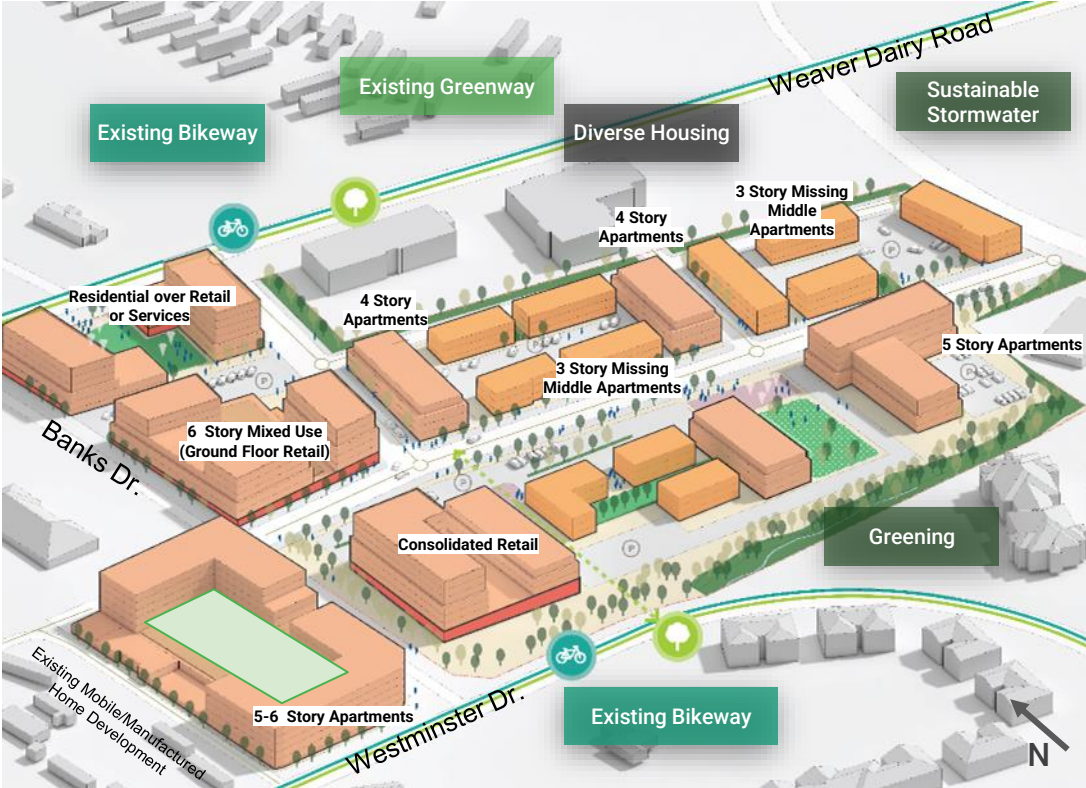 Weaver Dairy Road
Existing Greenway
Sustainable
Stormwater
Existing Bikeway
Diverse Housing
3 Story Missing
Middle
Apartments
4 Story
Apartments
Residential over Retail
or Services
4 Story
Apartments
5 Story Apartments
P
P
P
P
3 Story Missing
Middle Apartments
6  Story Mixed Use
(Ground Floor Retail)
Banks Dr.
P
Consolidated Retail
Greening
P
Existing Mobile/Manufactured
Home Development
5-6  Story Apartments
Westminster Dr.
Existing Bikeway
N